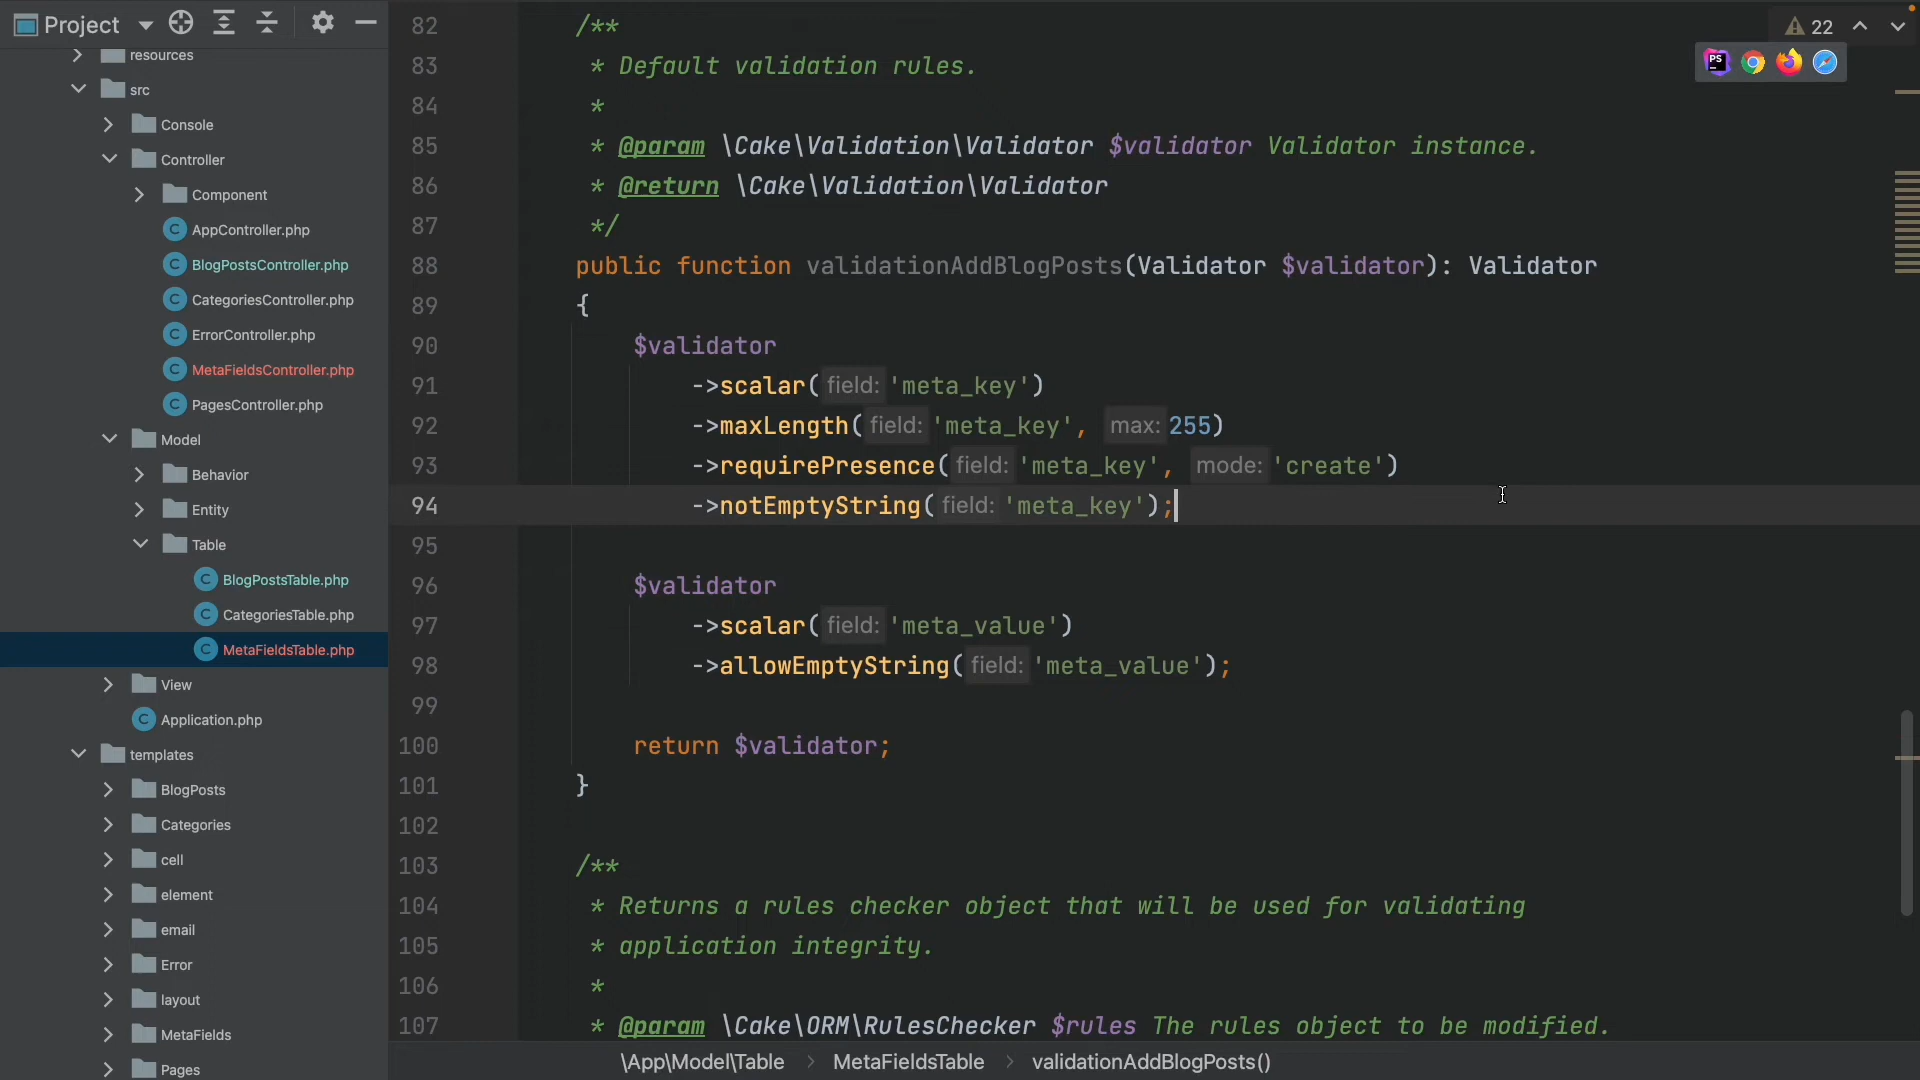 Project
resources
src
Console
Controller
Component
AppController.php
BlogPostsController.php
CategoriesController.php
ErrorController.php
MetaFieldsController.php
PagesController.php
Model
Behavior
Entity
Table
BlogPostsTable.php
CategoriesTable.php
MetaFieldsTable.php
View
Application.php
templates
BlogPosts
Categories
cell
element
email
Error
layout
MetaFields
Pages
22
PS
82 /**
83 * Default validation rules.
84 *
85 * @param \Cake\Validation\Validator $validator Validator instance.
86 * @return \Cake\Validation\Validator
87 */
88 public function validationAddBlogPosts(Validator $validator): Validator
89 {
90 $validator
91 ->scalar( field: 'meta_key')
92 ->maxLength( field: 'meta_key', max: 255)
93 ->requirePresence( field: 'meta_key', mode: 'create')
94 ->notEmptyString( field: 'meta_key');
95
96 $validator
97 ->scalar( field: 'meta_value')
98 ->allowEmptyString( field: 'meta_value');
99
100 return $validator;
101 }
102
103 /**
104 * Returns a rules checker object that will be used for validating
105 * application integrity.
106 *
107 * @param \Cake\ORM\RulesChecker $rules The rules object to be modified.
\App\Model\Table > MetaFieldsTable > validationAddBlogPosts()